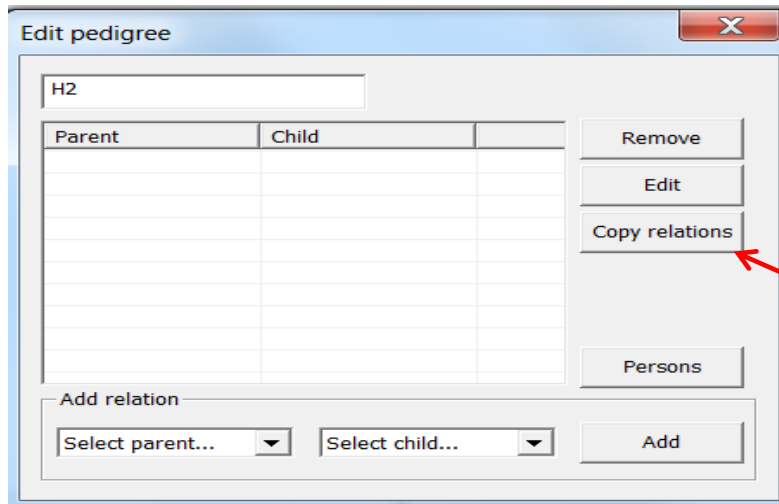 Edit pedigree
H2
Parent Child
Remove
Edit
Copy relations
Persons
Add relation
Select parent... Select child... Add